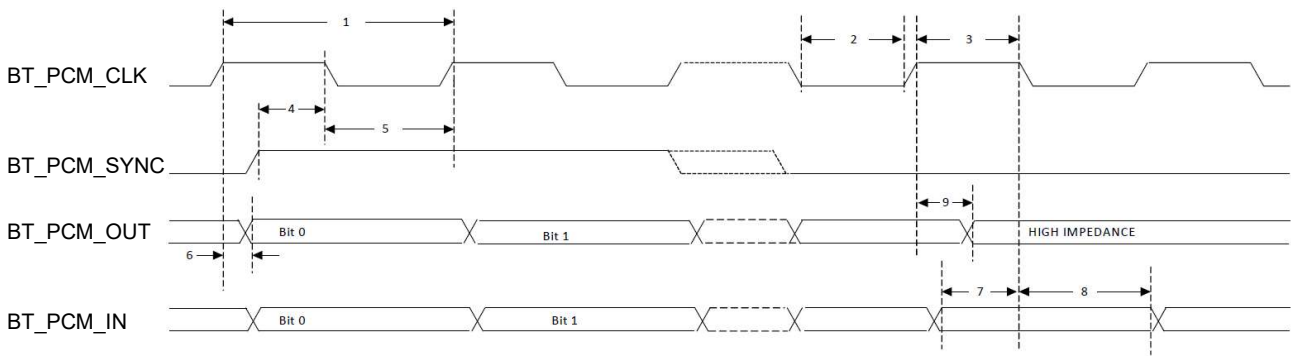 1
2
3
BT_PCM_CLK
4
5
BT_PCM_SYNC
9
BT_PCM_OUT
Bit 0
Bit 1
HIGH IMPEDANCE
6
7
8
BT_PCM_IN
Bit 0
Bit 1